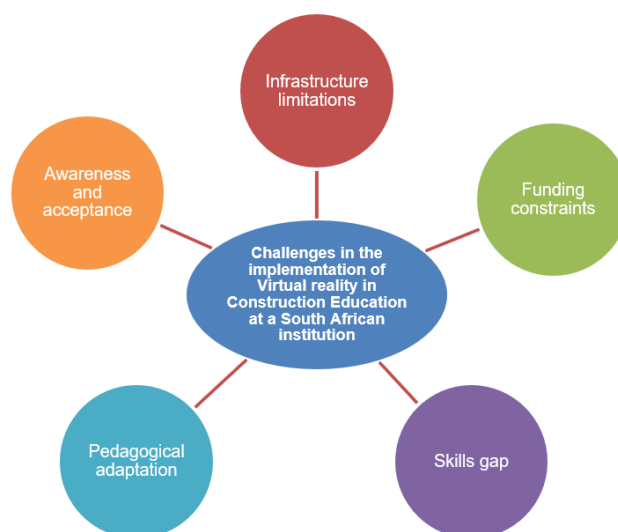 Infrastructure
limitations
Awareness
and
acceptance
Funding
constraints
Challenges in the
implementation of
Virtual reality in
Construction Education
at a South African
institution
Pedagogical
adaptation
Skills gap